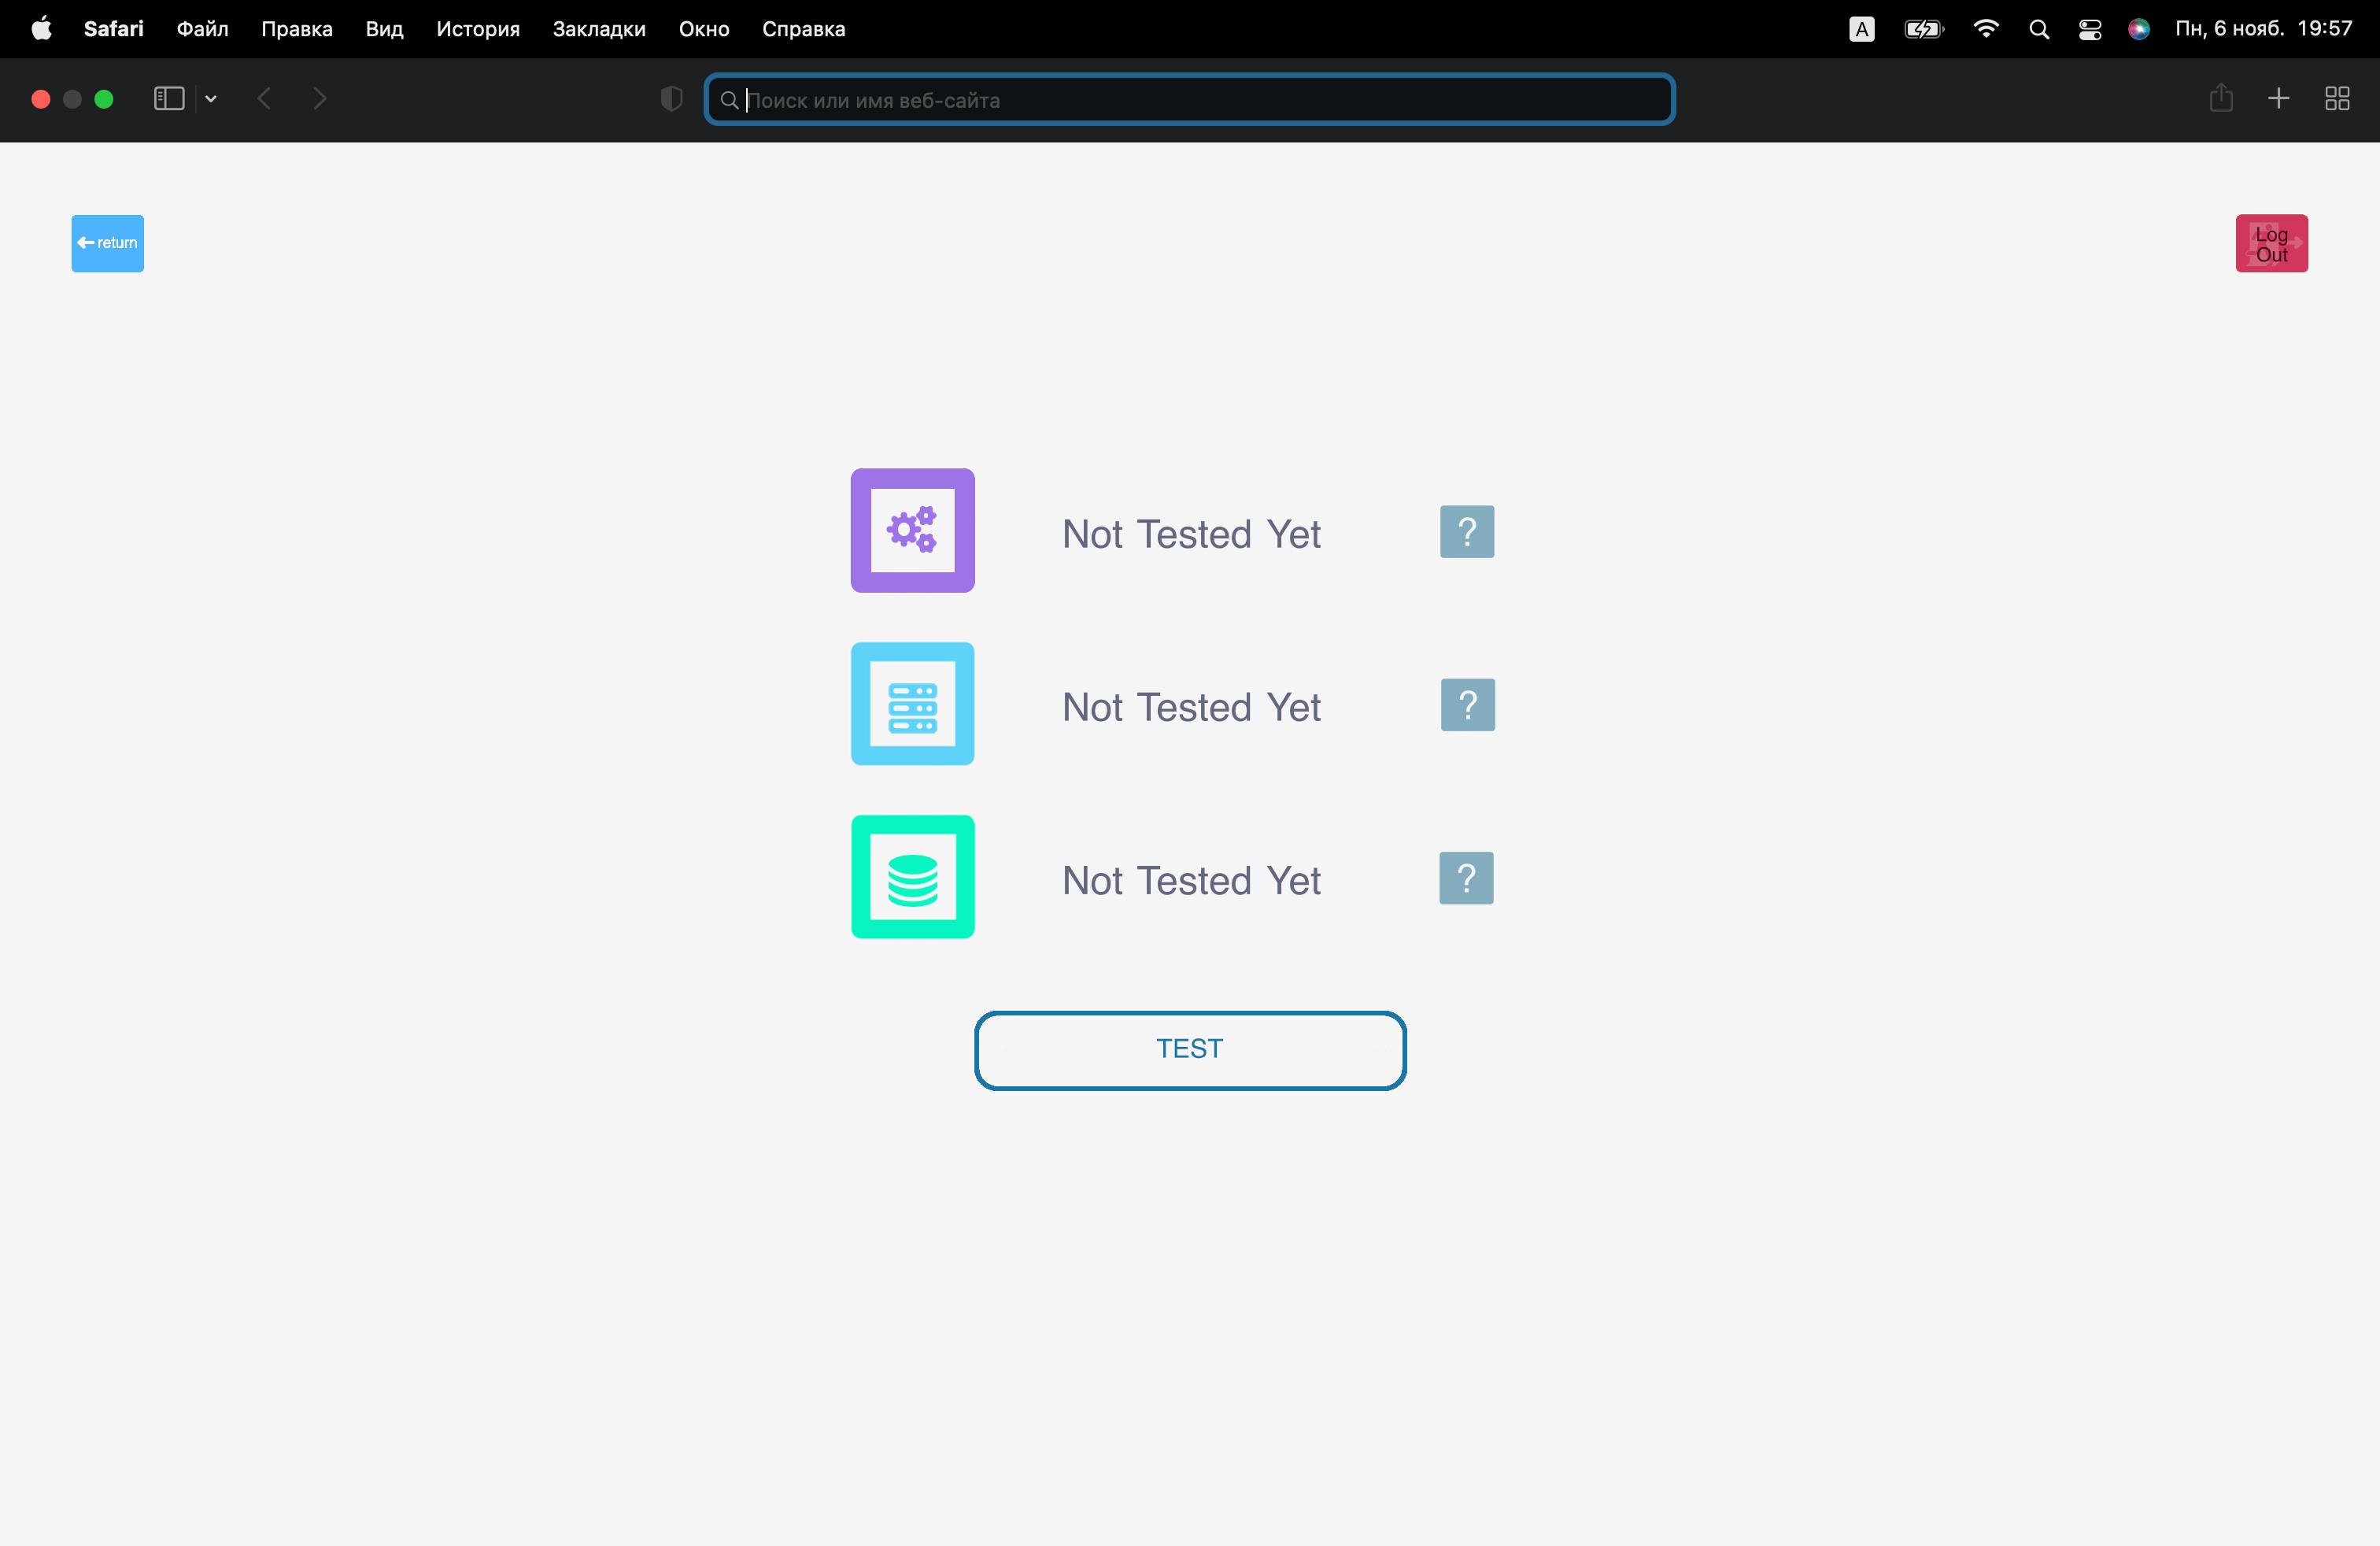 Safari Файл Правка Вид История Закладки Окно Справка A Пн, 6 нояб. 19:57
Поиск или имя веб-сайта
return
Log
Out
Not Tested Yet ?
Not Tested Yet ?
Not Tested Yet ?
TEST